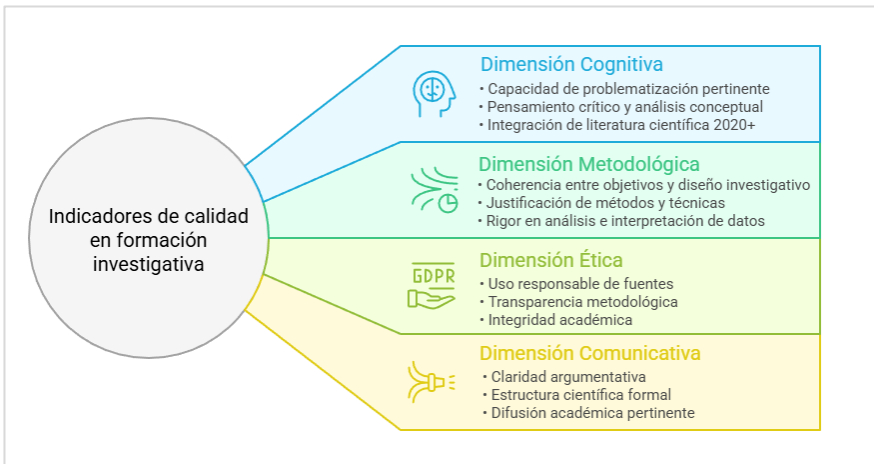 Indicadores de calidad
en formación
investigativa
Dimensión Cognitiva
• Capacidad de problematización pertinente
• Pensamiento crítico y análisis conceptual
• Integración de literatura científica 2020+
Dimensión Metodológica
• Coherencia entre objetivos y diseño investigativo
• Justificación de métodos y técnicas
• Rigor en análisis e interpretación de datos
GDPR
Dimensión Ética
• Uso responsable de fuentes
• Transparencia metodológica
• Integridad académica
Dimensión Comunicativa
• Claridad argumentativa
• Estructura científica formal
• Difusión académica pertinente